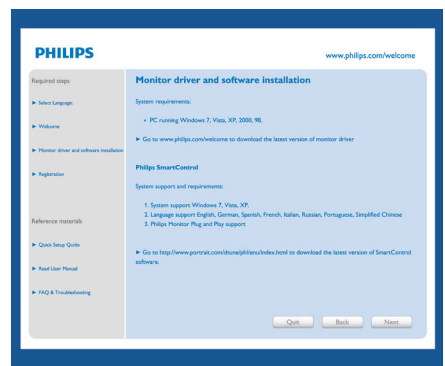 PHILIPS
www.philips.com/welcome
Required steps:
► Select Language:
► Welcome
► Monitor driver and software installation
► Registration
Reference materials
► Quick Setup Quide
► Read User Manual
► FAQ & Troubleshooting
Monitor driver and software installation
System requirements:
• PC running Windows 7, Vista, XP, 2000, 98.
► Go to www.philips.com/welcome to download the latest version of monitor driver
Philips SmartControl
System support and requirements:
1. System support Windows 7, Vista, XP.
2. Language support English, German, Spanish, French, Italian, Russian, Portuguese, Simplified Chinese
3. Philips Monitor Plug and Play support
► Go to http://www.portrait.com/dtune/phl/enu/index.html to download the latest version of SmartControl
software.
Quit
Back
Next